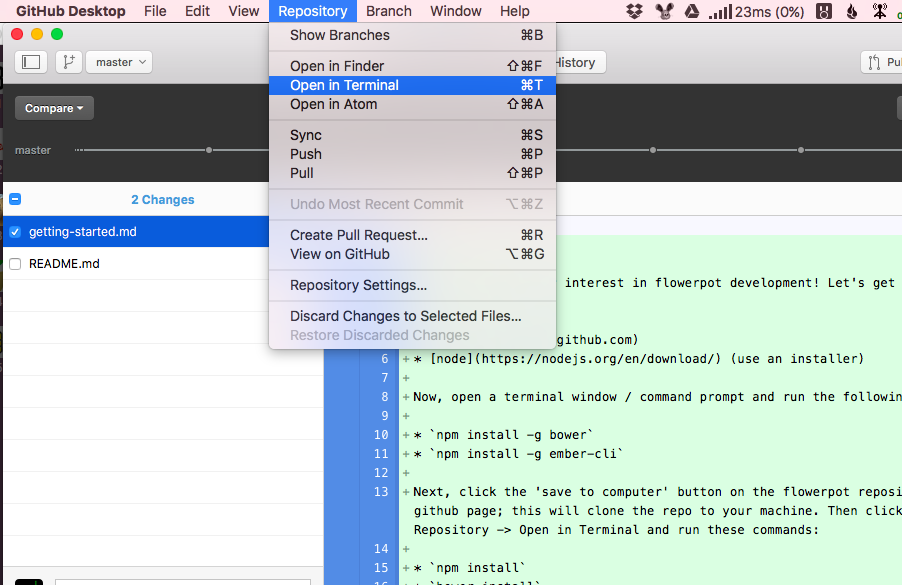 GitHub Desktop File Edit View Repository Branch Window Help 23ms (0%)
master
History
Compare
master
Show Branches ⌘B
Open in Finder ⇧⌘F
Open in Terminal ⌘T
Open in Atom ⇧⌘A
Sync ⌘S
Push ⌘P
Pull ⇧⌘P
Undo Most Recent Commit ⌥⌘Z
Create Pull Request... ⌘R
View on GitHub ⌥⌘G
Repository Settings...
Discard Changes to Selected Files...
Restore Discarded Changes
2 Changes
getting-started.md
README.md
interest in flowerpot development! Let's get
github.com)
6 +* [node](https://nodejs.org/en/download/) (use an installer)
7 +
8 +Now, open a terminal window / command prompt and run the
9 +
10 +* `npm install -g bower`
11 +* `npm install -g ember-cli`
12 +
13 +Next, click the 'save to computer' button on the flowerpot
github page; this will clone the repo to your machine. Then
Repository -> Open in Terminal and run these commands:
14 +
15 +* `npm install`